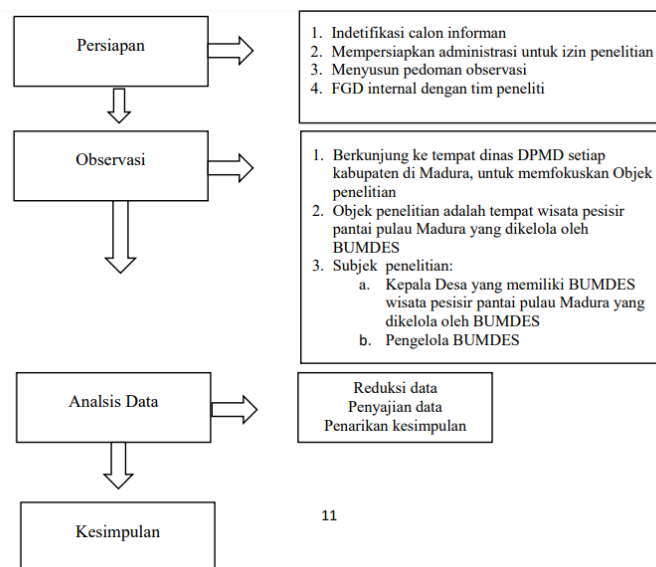 Persiapan
1. Indetifikasi calon informan
2. Mempersiapkan administrasi untuk izin penelitian
3. Menyusun pedoman observasi
4. FGD internal dengan tim peneliti
Observasi
1. Berkunjung ke tempat dinas DPMD setiap
kabupaten di Madura, untuk memfokuskan Objek
penelitian
2. Objek penelitian adalah tempat wisata pesisir
pantai pulau Madura yang dikelola oleh
BUMDES
3. Subjek penelitian:
a. Kepala Desa yang memiliki BUMDES
wisata pesisir pantai pulau Madura yang
dikelola oleh BUMDES
b. Pengelola BUMDES
Analsis Data
Reduksi data
Penyajian data
Penarikan kesimpulan
Kesimpulan
11